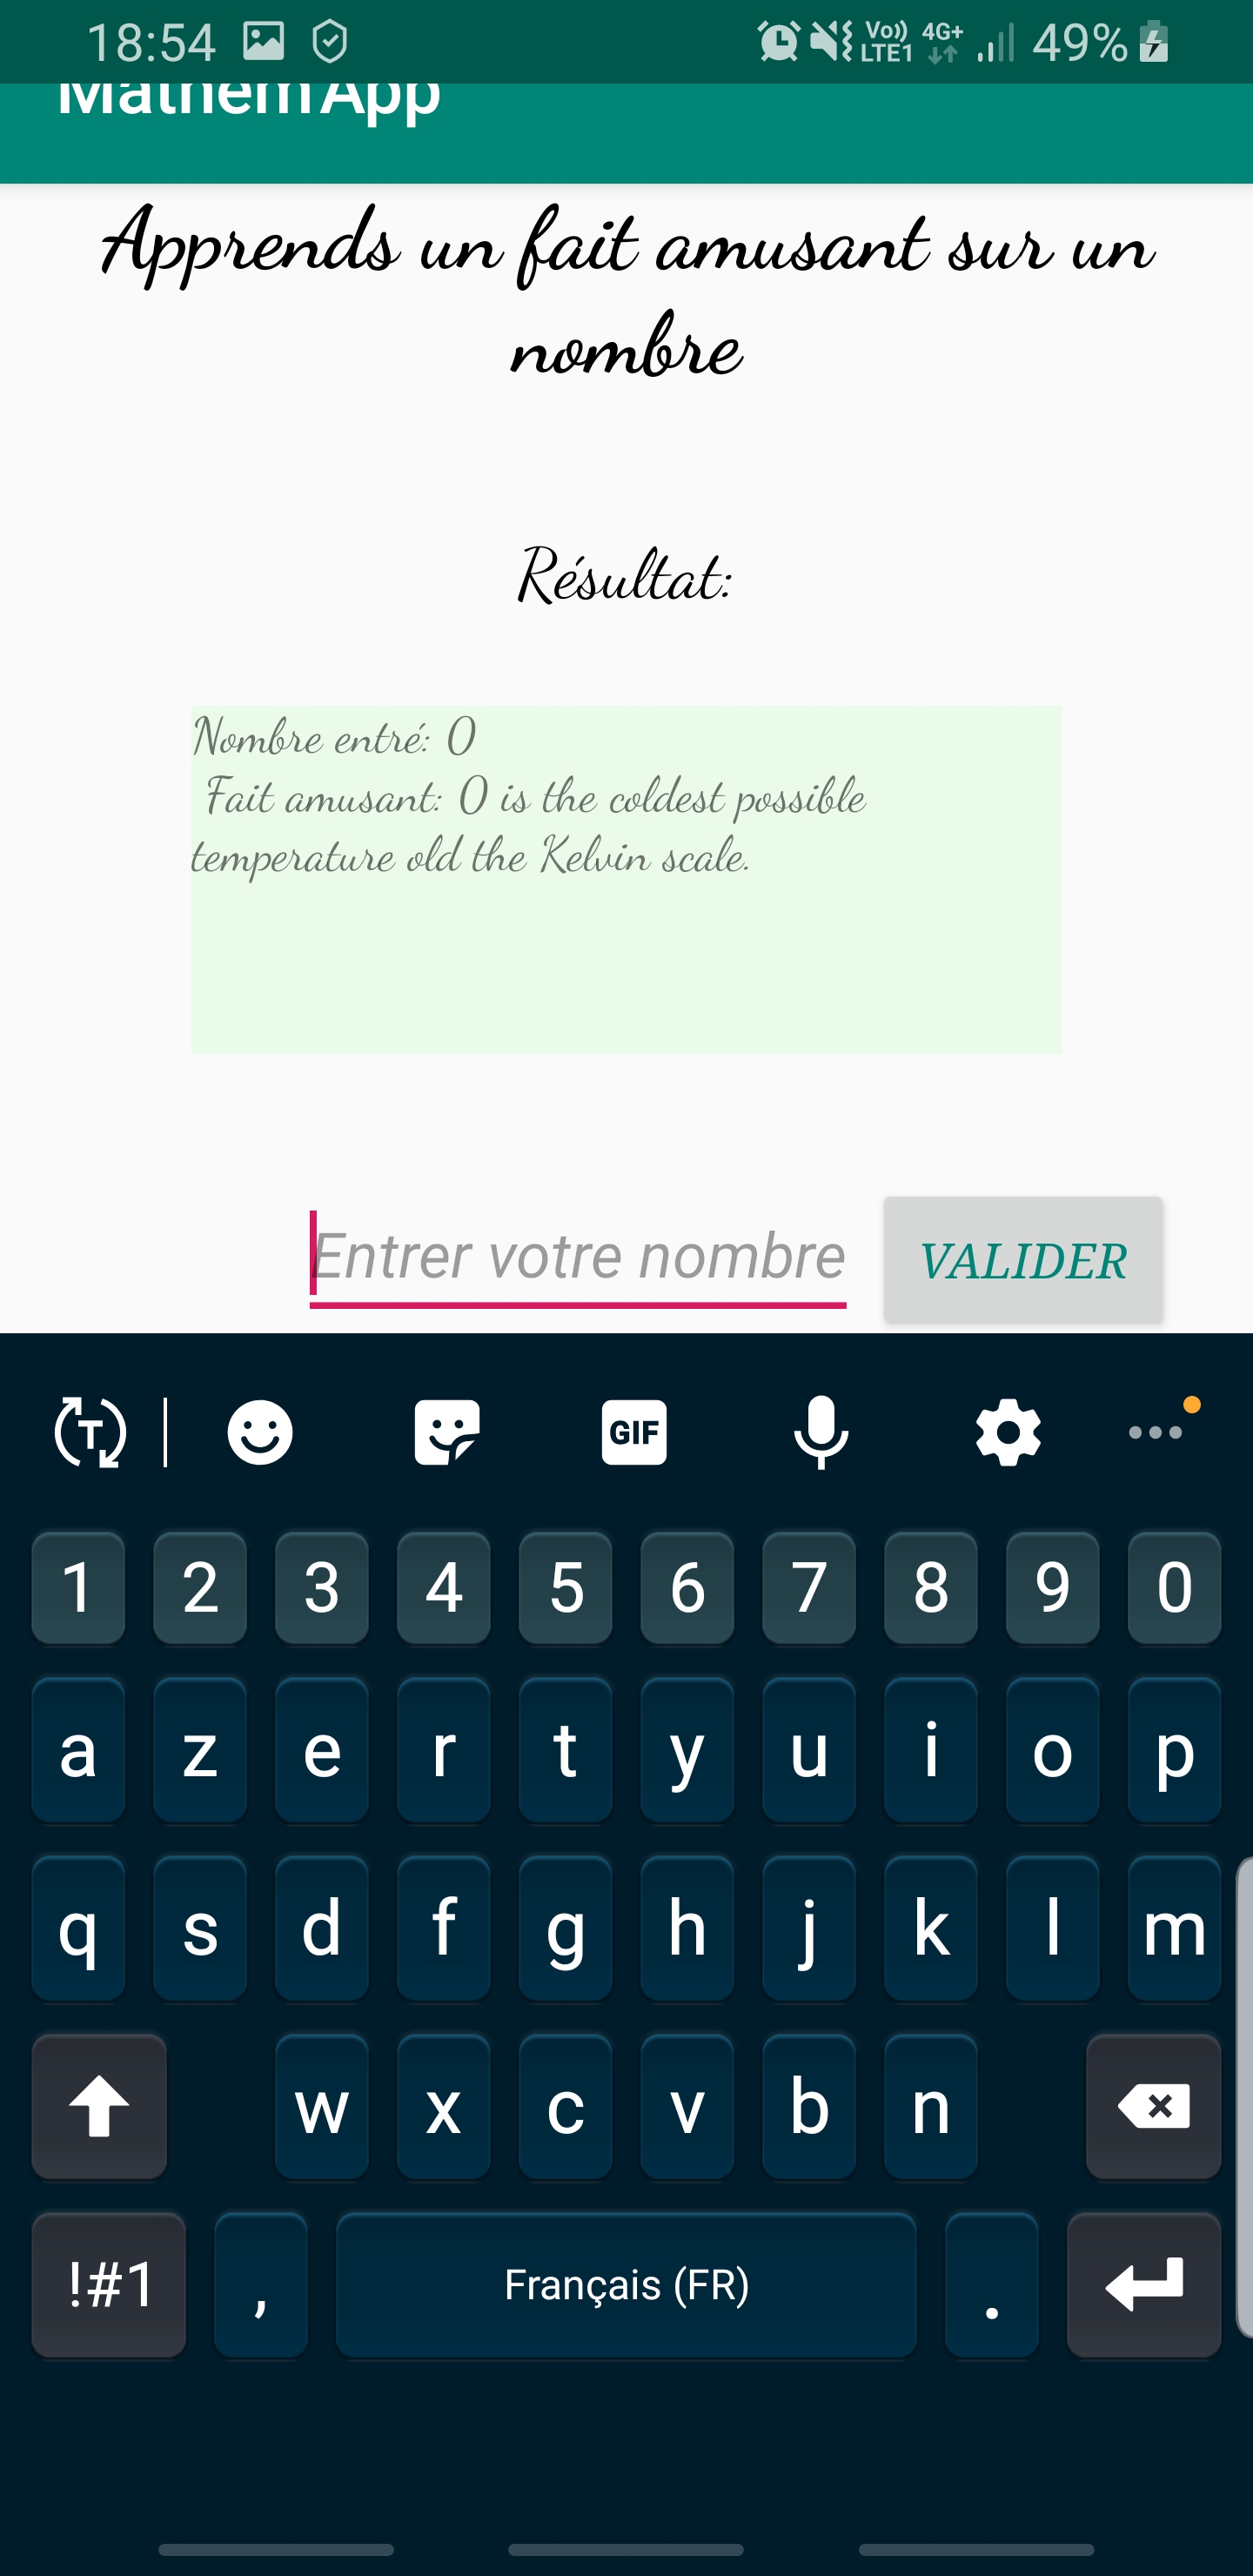 18:54 Vo)) LTE1 4G+ 49%
Mathem'App
Apprends un fait amusant sur un
nombre
Résultat:
Nombre entré: 0
Fait amusant: 0 is the coldest possible
temperature old the Kelvin scale.
Entrer votre nombre VALIDER
T GIF
1 2 3 4 5 6 7 8 9 0
a z e r t y u i o p
q s d f g h j k l m
w x c v b n
!#1 , Français (FR) .